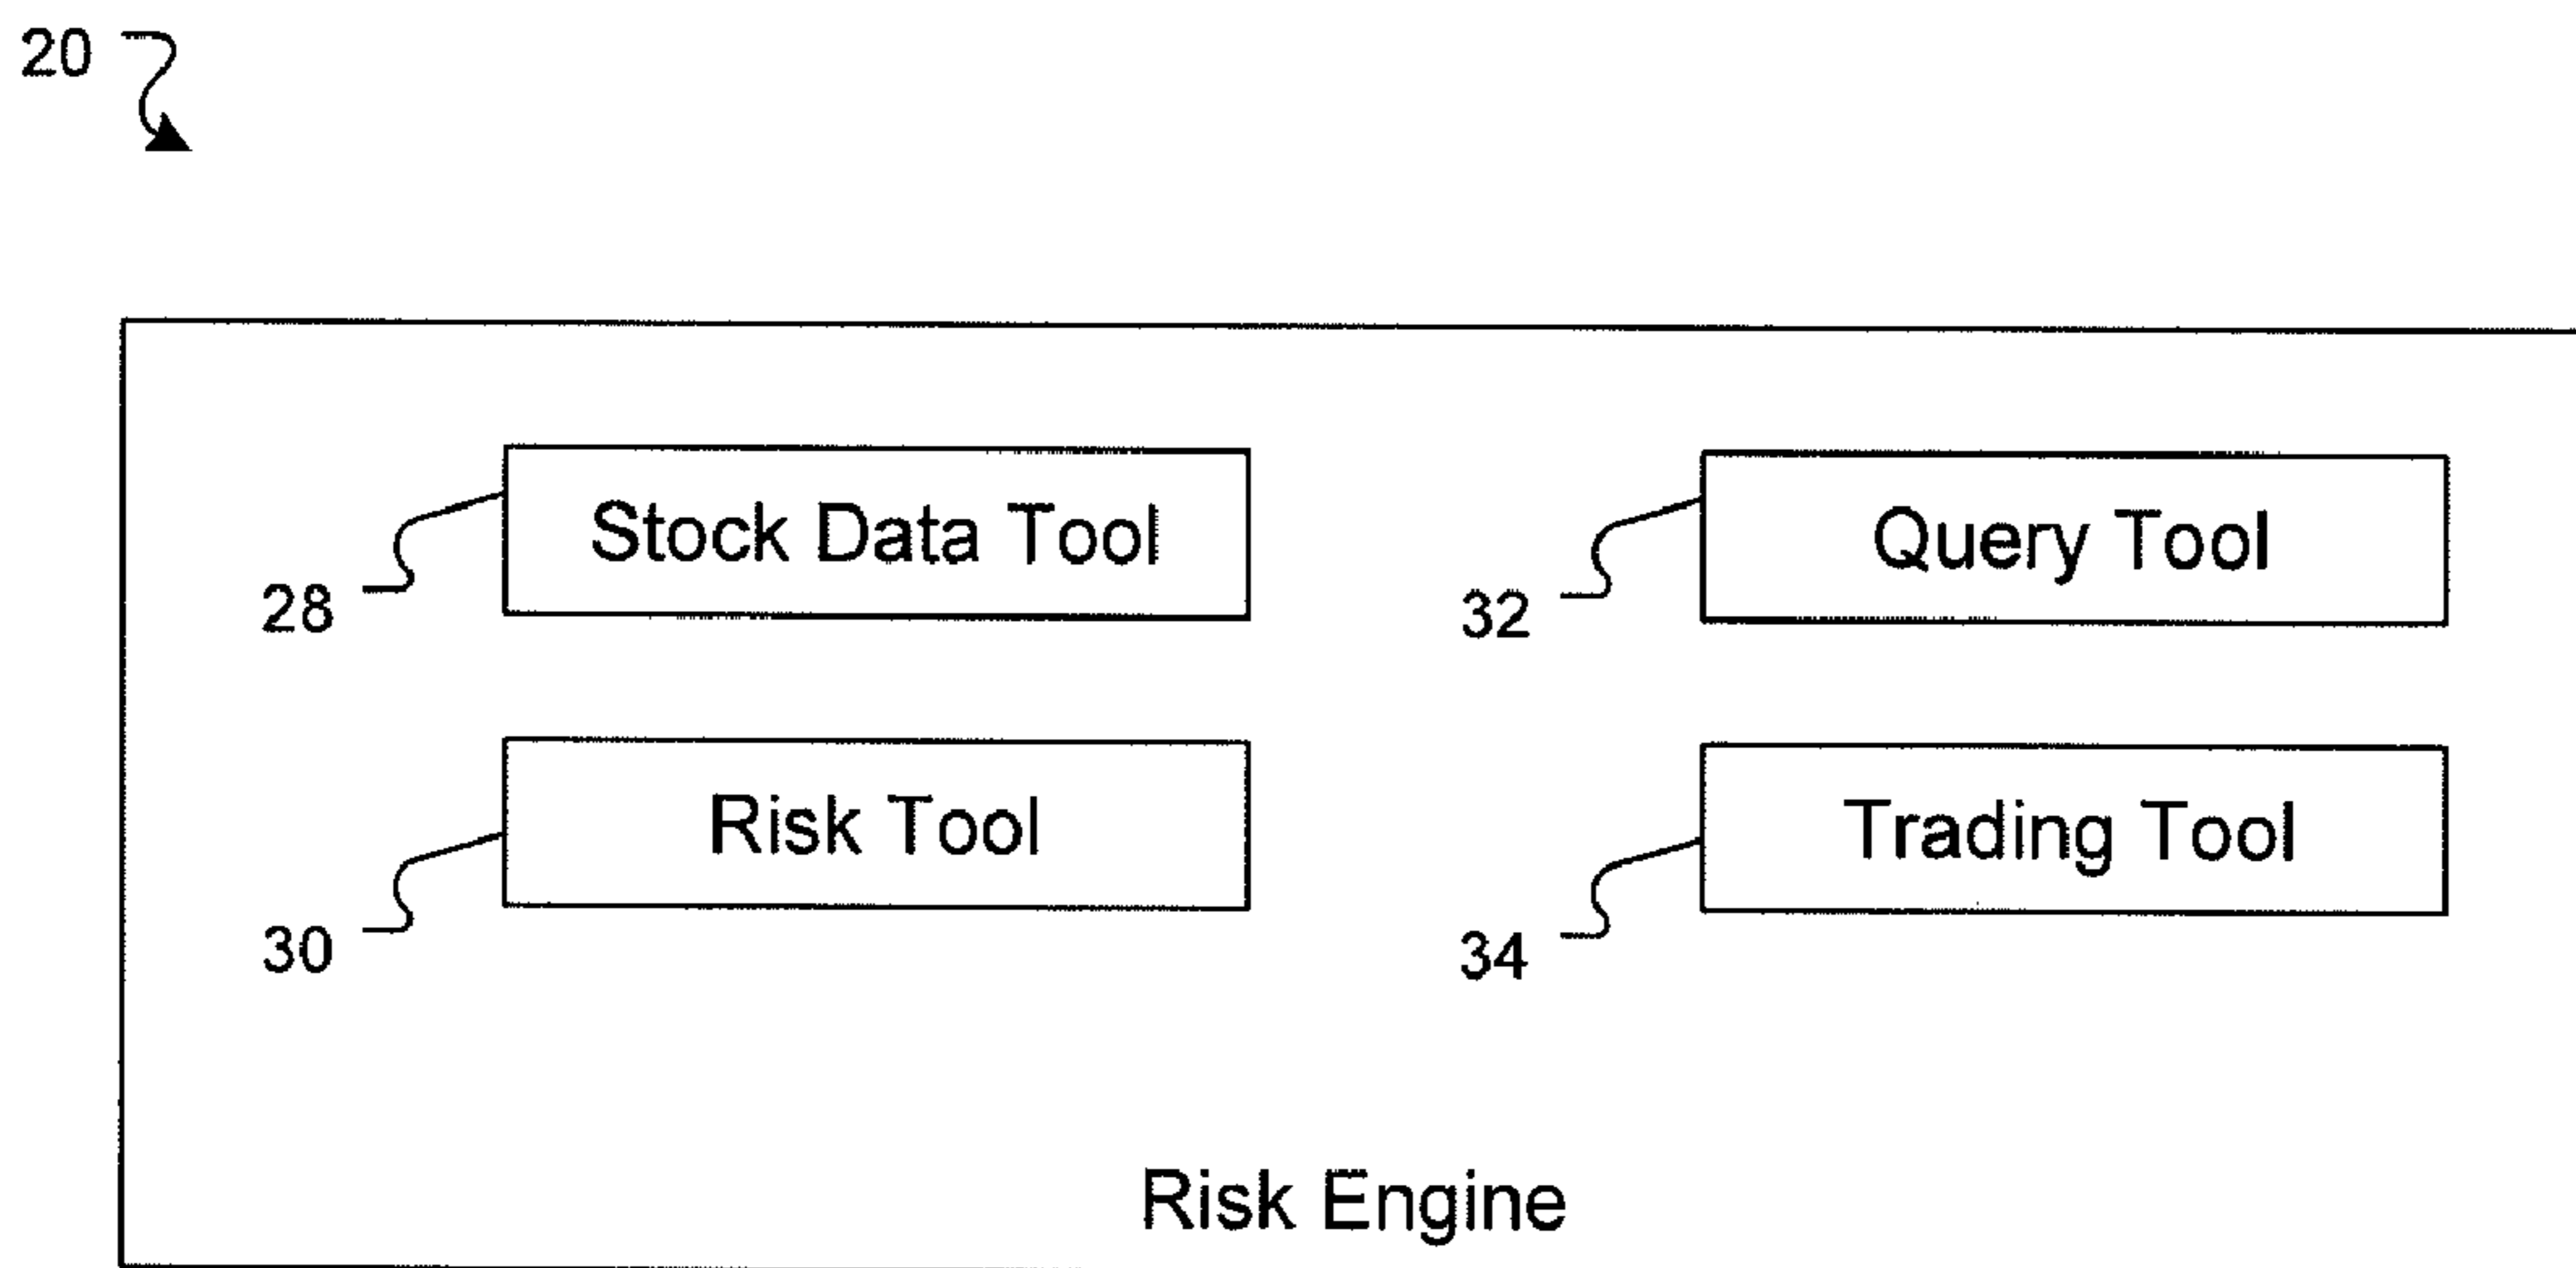 20
Stock Data Tool
28
Query Tool
32
Risk Tool
30
Trading Tool
34
Risk Engine